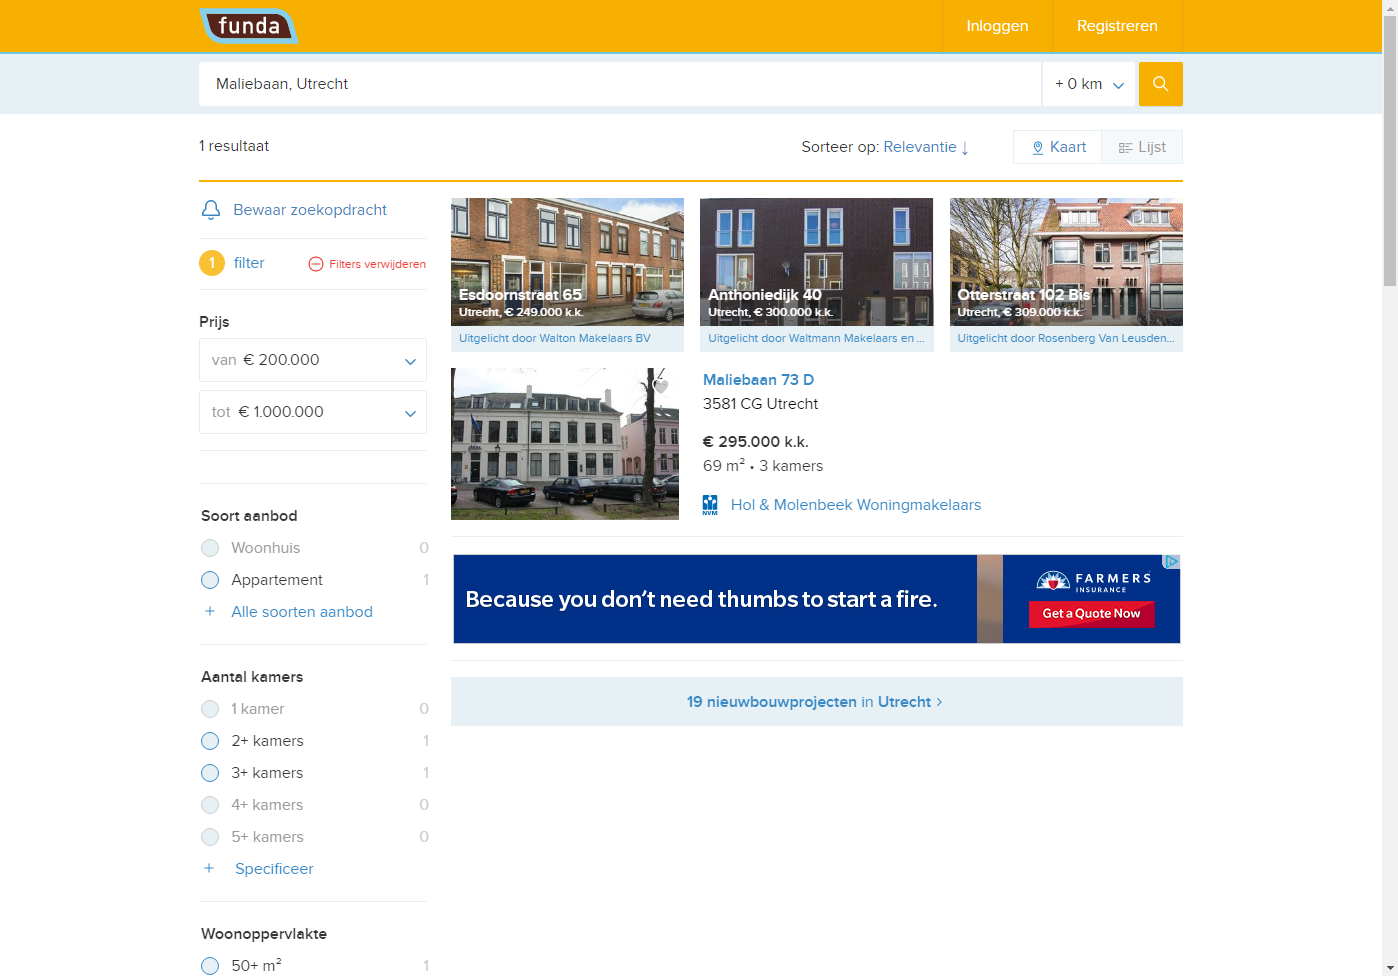 funda
Inloggen
Registreren
Maliebaan, Utrecht
+ 0 km
1 resultaat
Sorteer op: Relevantie ↓
Kaart
Lijst
Bewaar zoekopdracht
1 filter
Filters verwijderen
Prijs
van € 200.000
tot € 1.000.000
Soort aanbod
Woonhuis 0
Appartement 1
+ Alle soorten aanbod
Aantal kamers
1 kamer 0
2+ kamers 1
3+ kamers 1
4+ kamers 0
5+ kamers 0
+ Specificeer
Woonoppervlakte
50+ m² 1
Esdoornstraat 65
Utrecht, € 249.000 k.k.
Uitgelicht door Walton Makelaars BV
Anthoniedijk 40
Utrecht, € 300.000 k.k.
Uitgelicht door Waltmann Makelaars en ...
Otterstraat 102 Bis
Utrecht, € 309.000 k.k.
Uitgelicht door Rosenberg Van Leusden...
Maliebaan 73 D
3581 CG Utrecht
€ 295.000 k.k.
69 m² • 3 kamers
NVM
Hol & Molenbeek Woningmakelaars
Because you don't need thumbs to start a fire.
FARMERS
INSURANCE
Get a Quote Now
19 nieuwbouwprojecten in Utrecht >